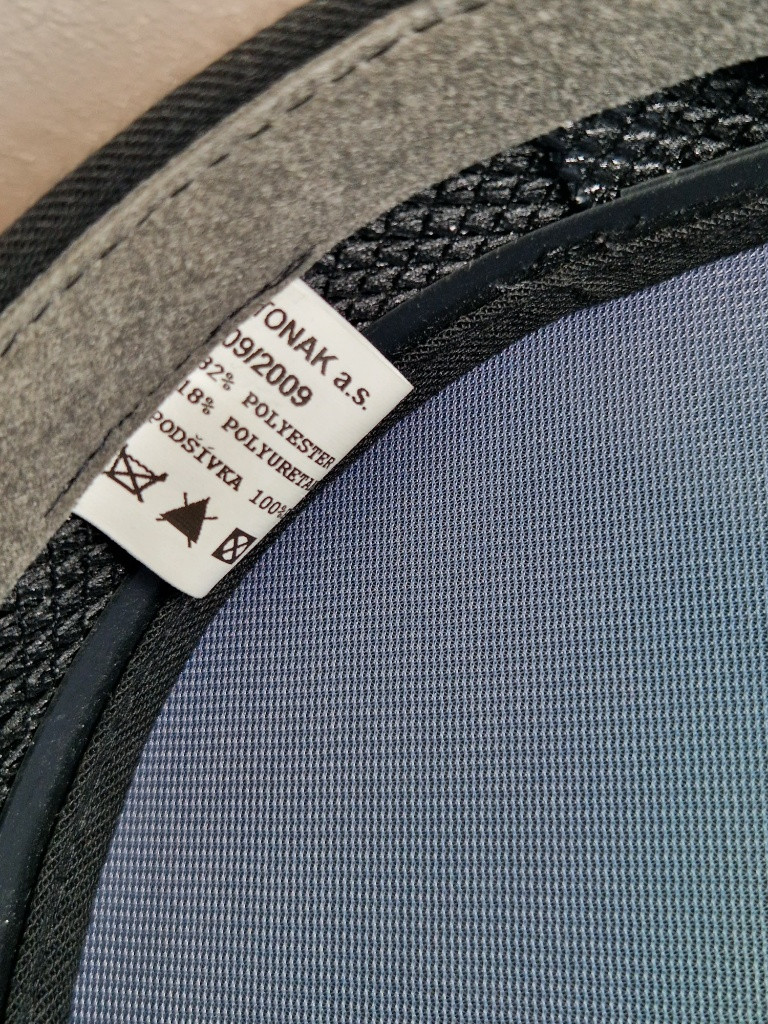 TONAK a.s.
09/2009
82% POLYESTER
18% POLYURETA
PODŠÍVKA 100%